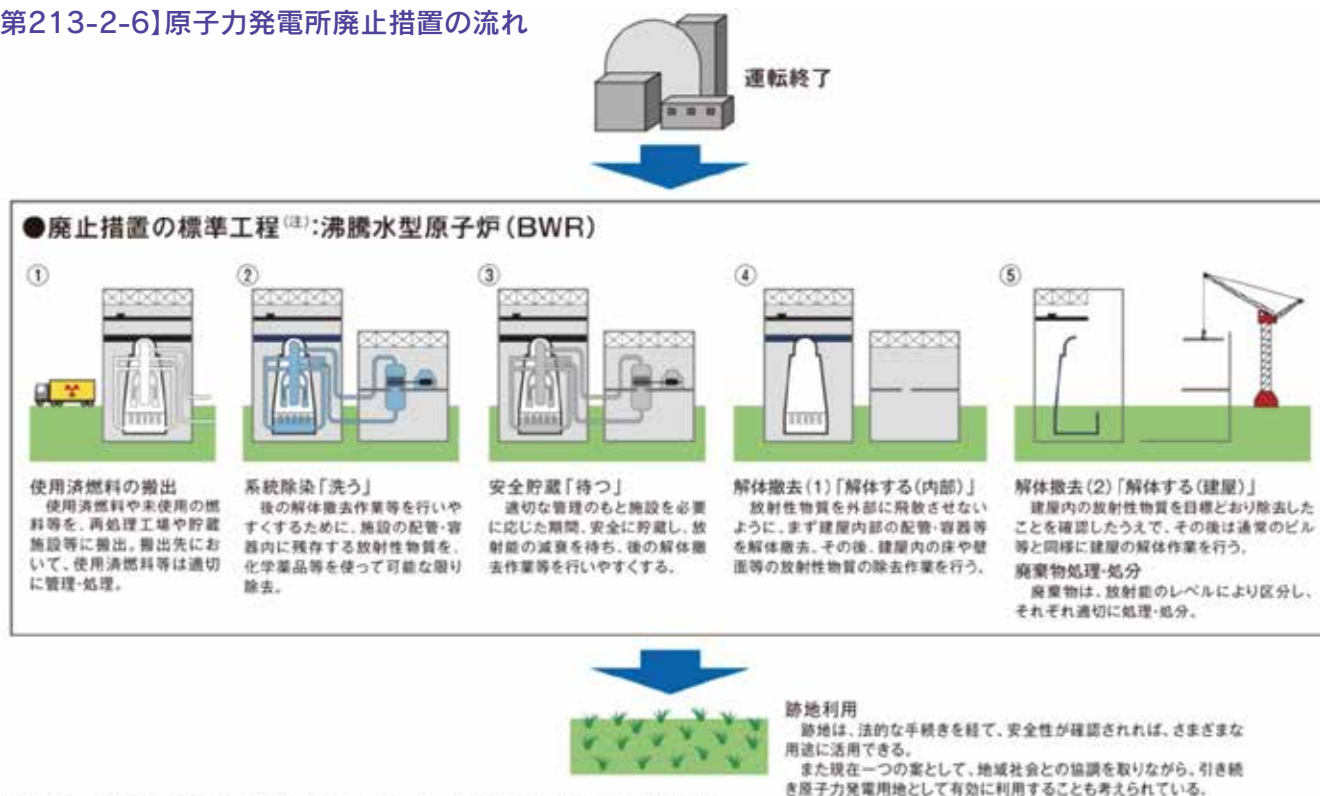 第213-2-6】原子力発電所廃止措置の流れ
運転終了
●廃止措置の標準工程(注):沸騰水型原子炉(BWR)
①
使用済燃料の搬出
使用済燃料や未使用の燃
料等を、再処理工場や貯蔵
施設等に搬出。搬出先にお
いて、使用済燃料等は適切
に管理・処理。
②
系統除染「洗う」
後の解体撤去作業等を行いや
すくするために、施設の配管・容
器内に残存する放射性物質を、
化学薬品等を使って可能な限り
除去。
③
安全貯蔵「待つ」
適切な管理のもと施設を必要
に応じた期間、安全に貯蔵し、放
射能の減衰を待ち、後の解体撤
去作業等を行いやすくする。
④
解体撤去(1)「解体する(内部)」
放射性物質を外部に飛散させない
ように、まず建屋内部の配管・容器等
を解体撤去。その後、建屋内の床や壁
面等の放射性物質の除去作業を行う。
⑤
解体撤去(2)「解体する(建屋)」
建屋内の放射性物質を目標どおり除去した
ことを確認したうえで、その後は通常のビル
等と同様に建屋の解体作業を行う。
廃棄物処理・処分
廃棄物は、放射能のレベルにより区分し、
それぞれ適切に処理・処分。
跡地利用
跡地は、法的な手続きを経て、安全性が確認されれば、さまざまな
用途に活用できる。
また現在一つの案として、地域社会との協調を取りながら、引き続
き原子力発電用地として有効に利用することも考えられている。